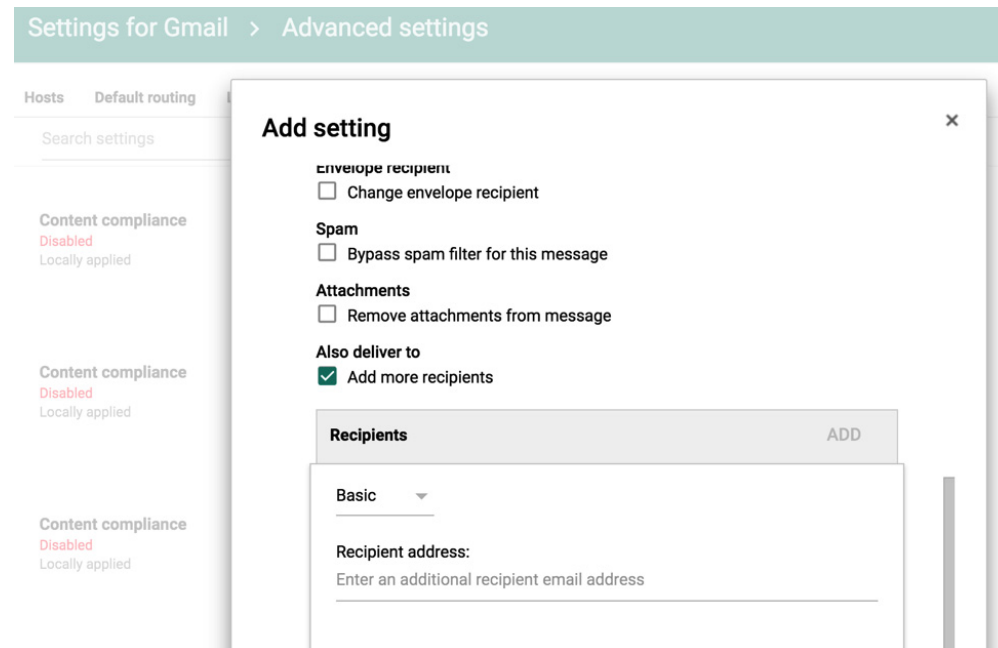 Settings for Gmail > Advanced settings
Hosts Default routing
Search settings
Content compliance
Disabled
Locally applied
Content compliance
Disabled
Locally applied
Content compliance
Disabled
Locally applied
Add setting ×
Envelope recipient
Change envelope recipient
Spam
Bypass spam filter for this message
Attachments
Remove attachments from message
Also deliver to
Add more recipients
Recipients ADD
Basic
Recipient address:
Enter an additional recipient email address